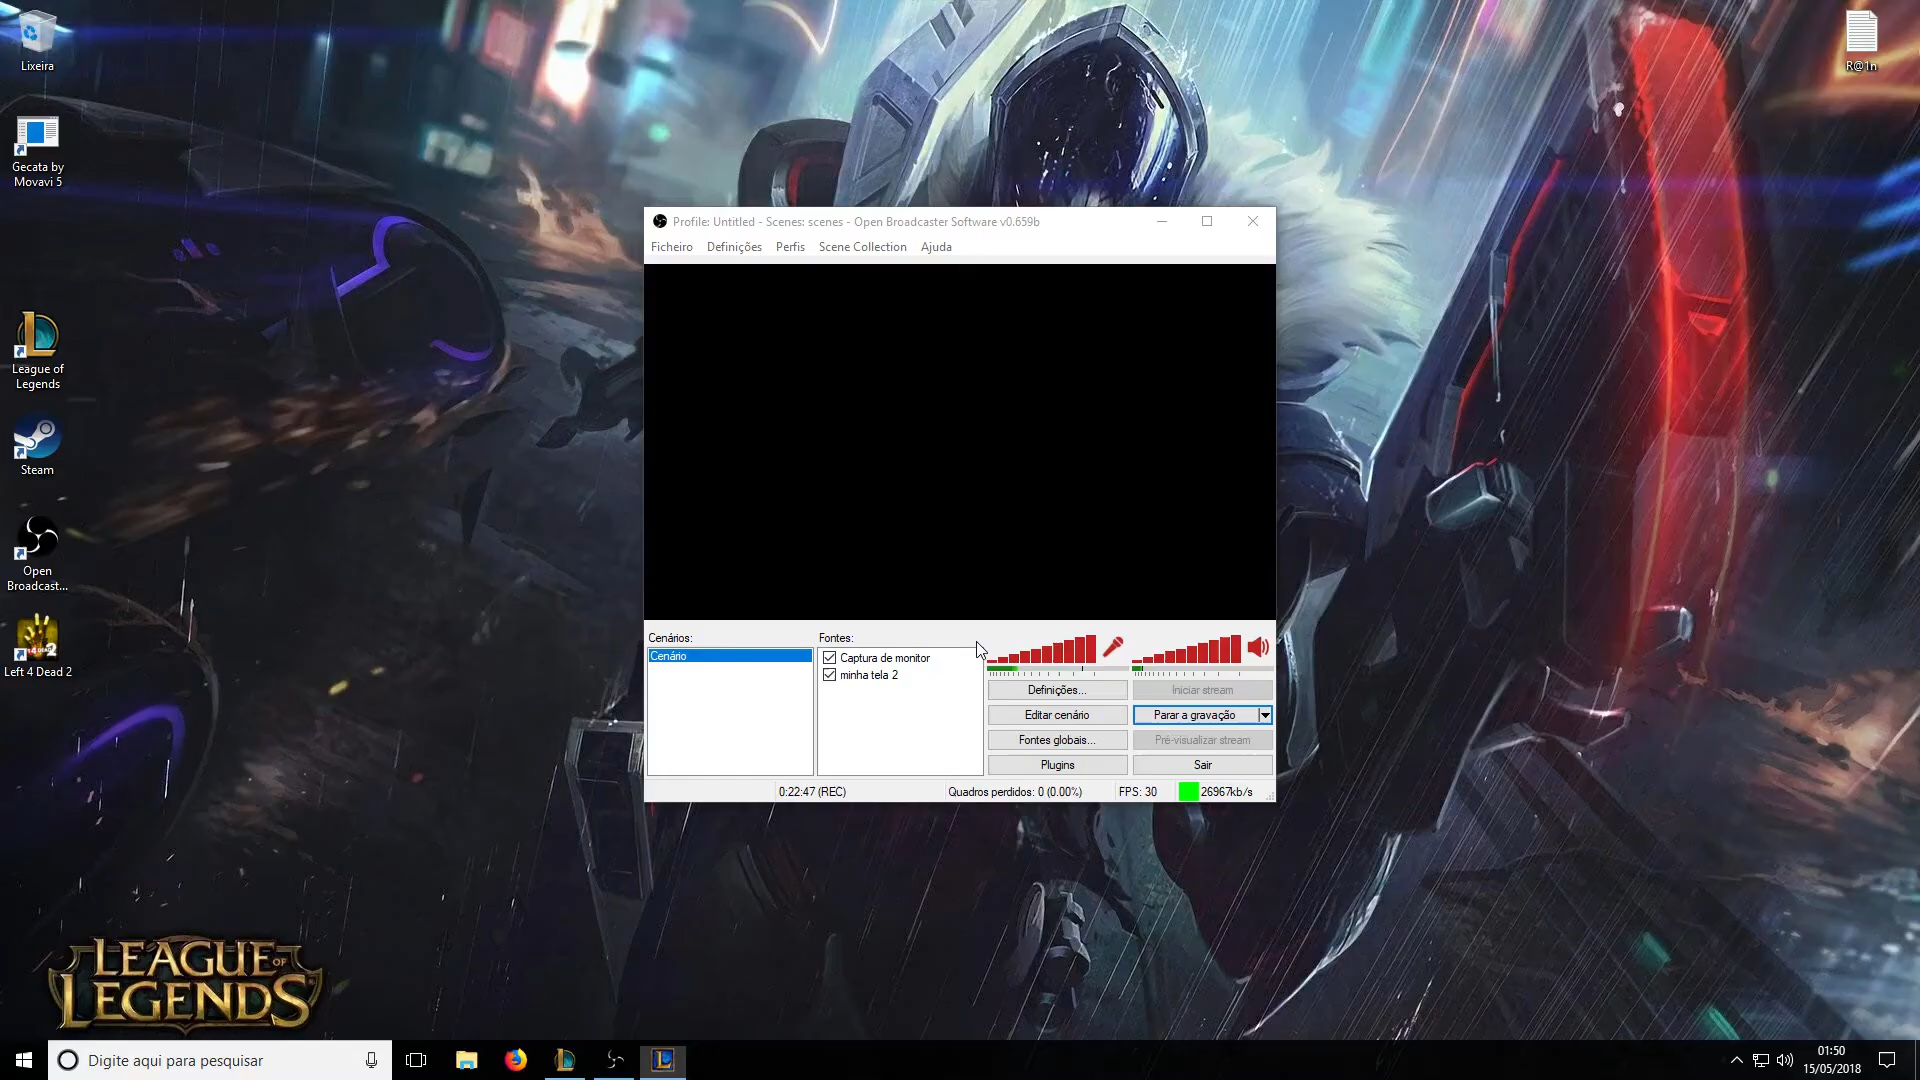 Lixeira
Gecata by
Movavi 5
League of
Legends
Steam
Open
Broadcast...
Left 4 Dead 2
R@1n
Profile: Untitled - Scenes: scenes - Open Broadcaster Software v0.659b
Ficheiro Definições Perfis Scene Collection Ajuda
Cenários:
Cenário
Fontes:
Captura de monitor
minha tela 2
Definições...
Iniciar stream
Editar cenário
Parar a gravação
Fontes globais...
Pré-visualizar stream
Plugins
Sair
0:22:47 (REC)
Quadros perdidos: 0 (0.00%)
FPS: 30
26967kb/s
LEAGUE OF
LEGENDS
Digite aqui para pesquisar
01:50
15/05/2018